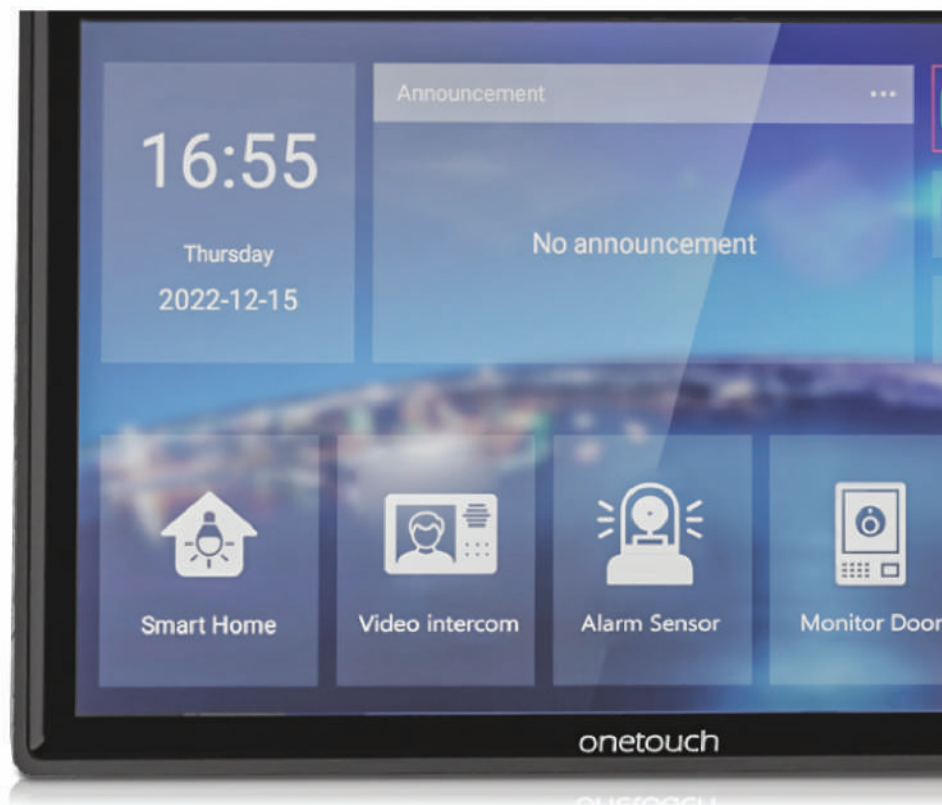 Announcement
16:55
No announcement
Thursday
2022-12-15
Smart Home
Video intercom
Alarm Sensor
Monitor Door
onetouch